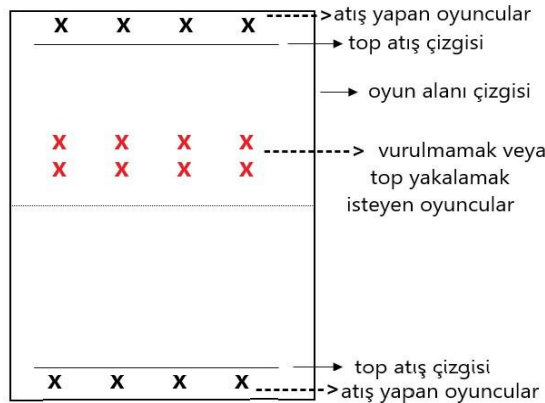 X X X X
atış yapan oyuncular
top atış çizgisi
oyun alanı çizgisi
X X X X
X X X X
vurulmamak veya
top yakalamak
isteyen oyuncular
top atış çizgisi
X X X X
atış yapan oyuncular